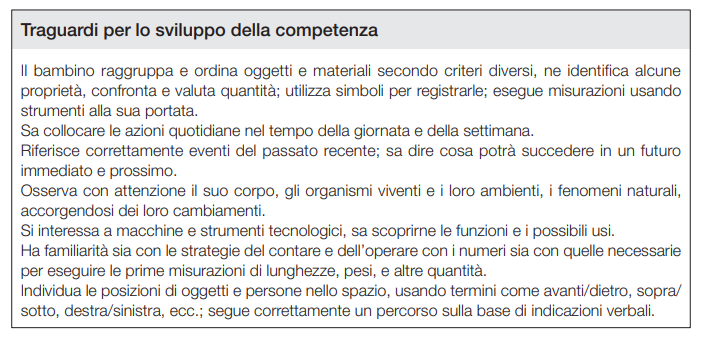 Traguardi per lo sviluppo della competenza
Il bambino raggruppa e ordina oggetti e materiali secondo criteri diversi, ne identifica alcune
proprietà, confronta e valuta quantità; utilizza simboli per registrarle; esegue misurazioni usando
strumenti alla sua portata.
Sa collocare le azioni quotidiane nel tempo della giornata e della settimana.
Riferisce correttamente eventi del passato recente; sa dire cosa potrà succedere in un futuro
immediato e prossimo.
Osserva con attenzione il suo corpo, gli organismi viventi e i loro ambienti, i fenomeni naturali,
accorgendosi dei loro cambiamenti.
Si interessa a macchine e strumenti tecnologici, sa scoprirne le funzioni e i possibili usi.
Ha familiarità sia con le strategie del contare e dell'operare con i numeri sia con quelle necessarie
per eseguire le prime misurazioni di lunghezze, pesi, e altre quantità.
Individua le posizioni di oggetti e persone nello spazio, usando termini come avanti/dietro, sopra/
sotto, destra/sinistra, ecc.; segue correttamente un percorso sulla base di indicazioni verbali.